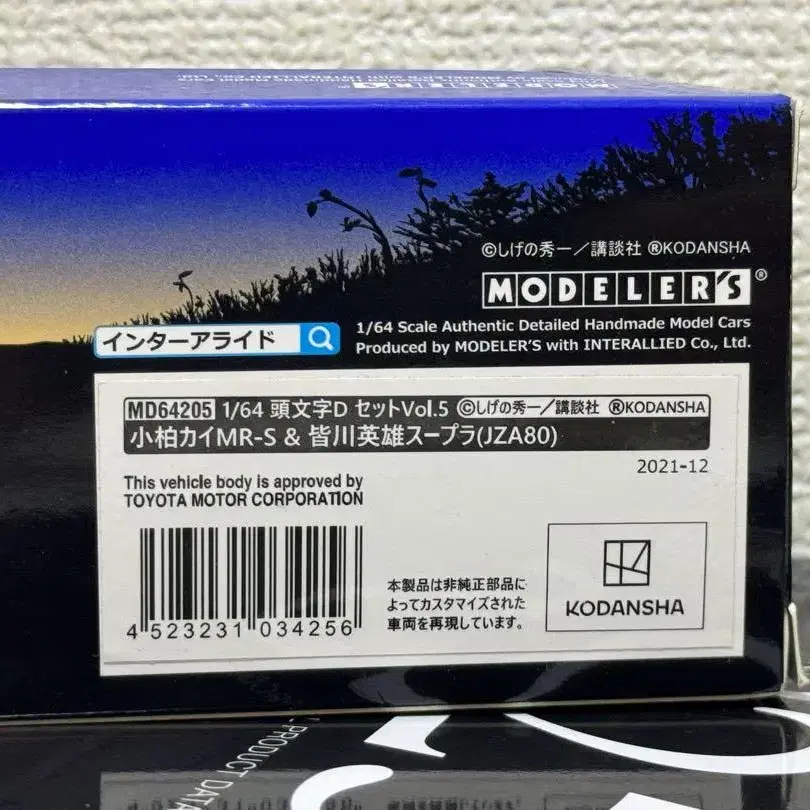 ©しげの秀一／講談社 ®KODANSHA
MODELER'S®
インターアライド
1/64 Scale Authentic Detailed Handmade Model Cars
Produced by MODELER'S with INTERALLIED Co., Ltd.
MD64205 1/64 頭文字D セットVol.5 ©しげの秀一／講談社 ®KODANSHA
小柏カイMR-S & 皆川英雄スープラ(JZA80)
2021-12
This vehicle body is approved by
TOYOTA MOTOR CORPORATION
本製品は非純正部品に
よってカスタマイズされた
車両を再現しています。
KODANSHA
4 523231 034256
PRODUCT DATA